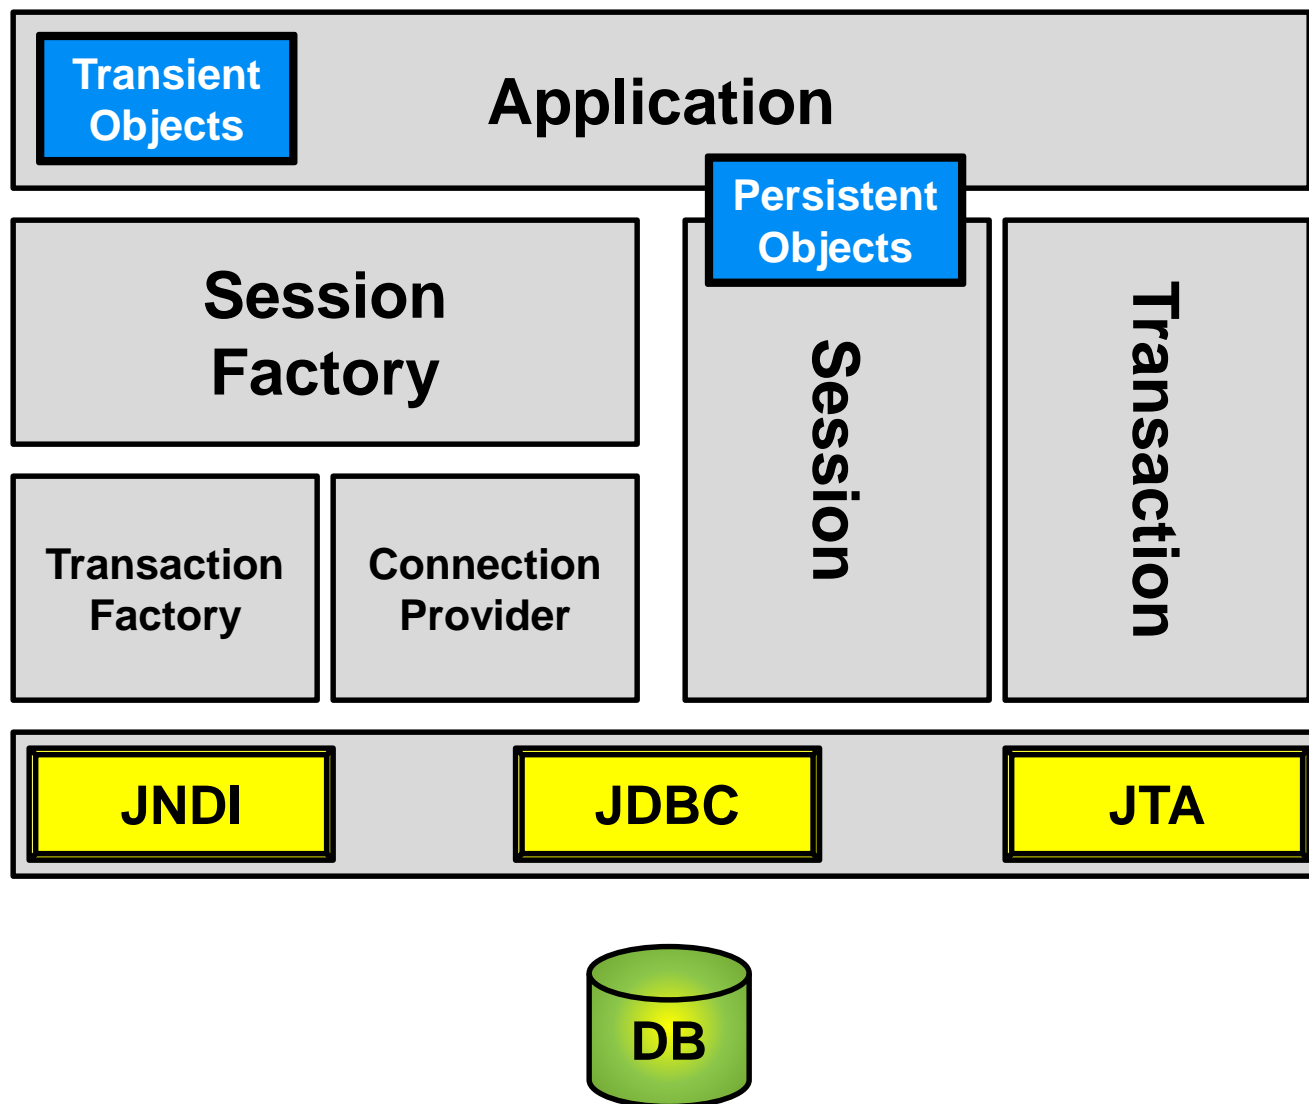 Transient
Objects
Application
Persistent
Objects
Session
Factory
Session
Transaction
Transaction
Factory
Connection
Provider
JNDI
JDBC
JTA
DB